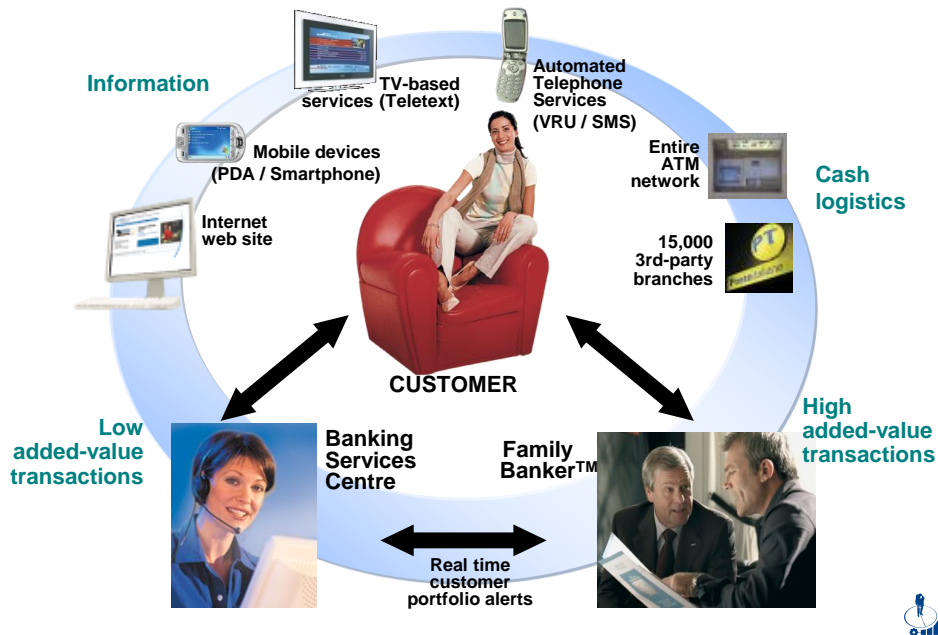 Information
TV-based
services (Teletext)
Automated
Telephone
Services
(VRU / SMS)
Mobile devices
(PDA / Smartphone)
Entire
ATM
network
Cash
logistics
Internet
web site
15,000
3rd-party
branches
PT
Posteitaliane
CUSTOMER
Low
added-value
transactions
Banking
Services
Centre
Family
Banker™
High
added-value
transactions
Real time
customer
portfolio alerts